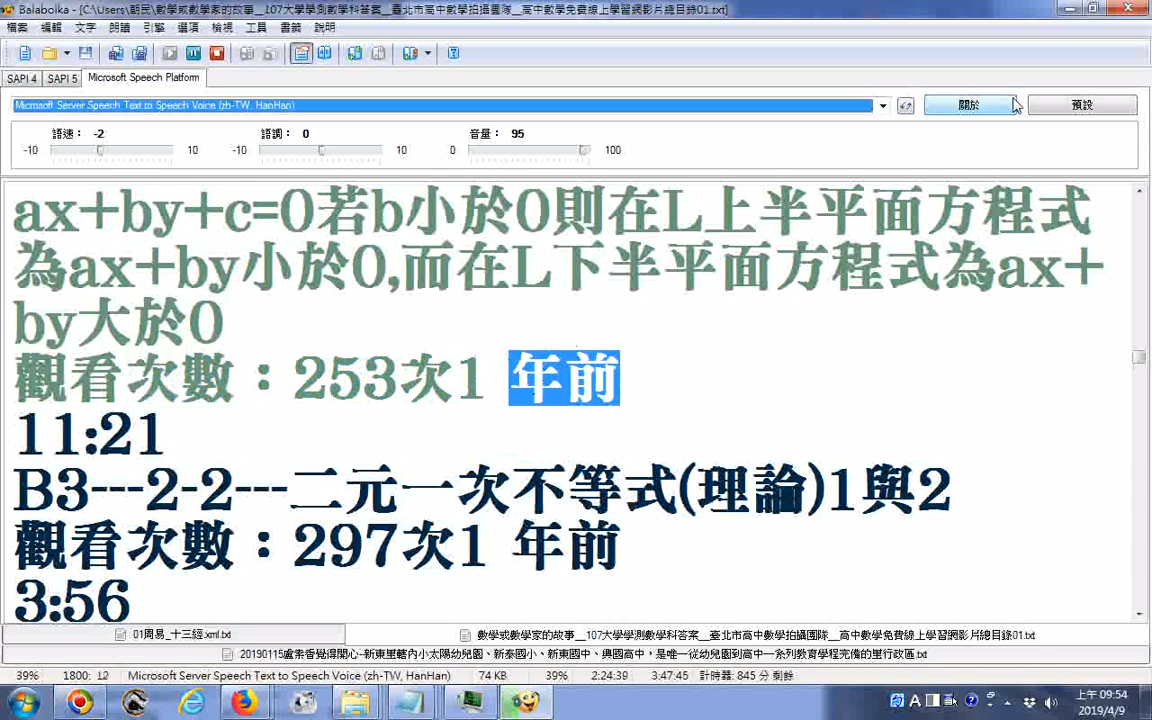 Balabolka - [C:\Users\朝民\數學或數學家的故事__107大學學測數學科答案__臺北市高中數學拍攝團隊__高中數學免費線上學習網影片總目錄01.txt]
檔案 編輯 文字 朗讀 引擎 選項 檢視 工具 書籤 說明
SAPI 4 SAPI 5 Microsoft Speech Platform
Microsoft Server Speech Text to Speech Voice (zh-TW, HanHan)
關於 預設
語速： -2 語調： 0 音量： 95
-10 10 -10 10 0 100
ax+by+c=0若b小於0則在L上半平面方程式
為ax+by小於0,而在L下半平面方程式為ax+
by大於0
觀看次數：253次1 年前
11:21
B3---2-2---二元一次不等式(理論)1與2
觀看次數：297次1 年前
3:56
01周易_十三經.xml.txt 數學或數學家的故事__107大學學測數學科答案__臺北市高中數學拍攝團隊__高中數學免費線上學習網影片總目錄01.txt
20190115盧素香覺得開心-新東里轄內小太陽幼兒園、新泰國小、新東國中、興國高中，是唯一從幼兒園到高中一系列教育學程完備的里行政區.txt
39% 1800: 12 Microsoft Server Speech Text to Speech Voice (zh-TW, HanHan) 74 KB 39% 2:24:38 3:47:45 計時器: 845 分 剩餘
上午 09:54
2019/4/9